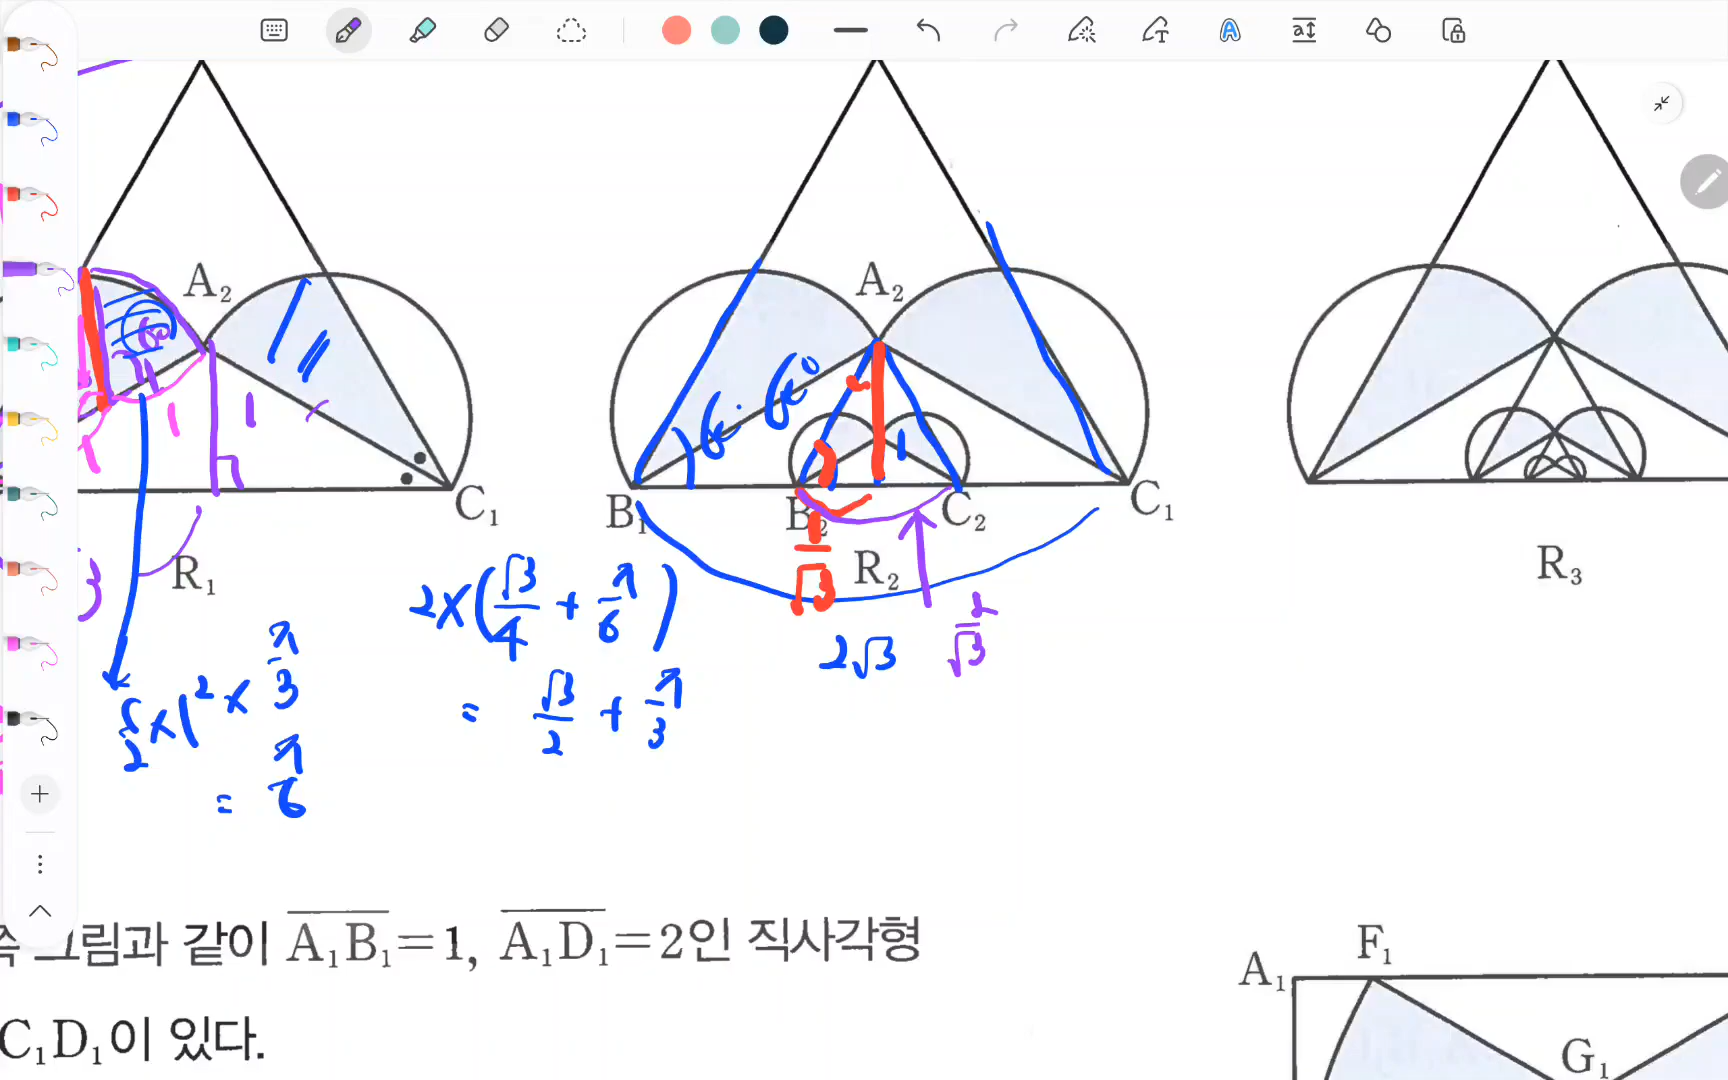 A₂
C₁
R₁
A₂
60° 60°
1
B₁
B₂
C₂
C₁
R₂
1/√3
2√3
2/√3
R₃
1
1
2×(√3/4 + π/6)
= √3/2 + π/3
1/2 × 1² × π/3
= π/6
그림과 같이 A₁B₁=1, A₁D₁=2인 직사각형
C₁D₁이 있다.
A₁
F₁
G₁